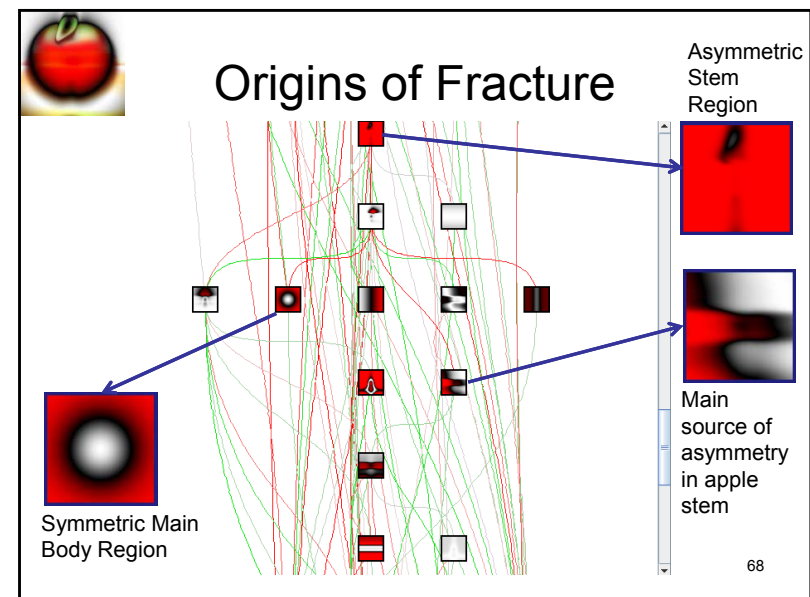 Origins of Fracture
Asymmetric
Stem
Region
Main
source of
asymmetry
in apple
stem
Symmetric Main
Body Region
68